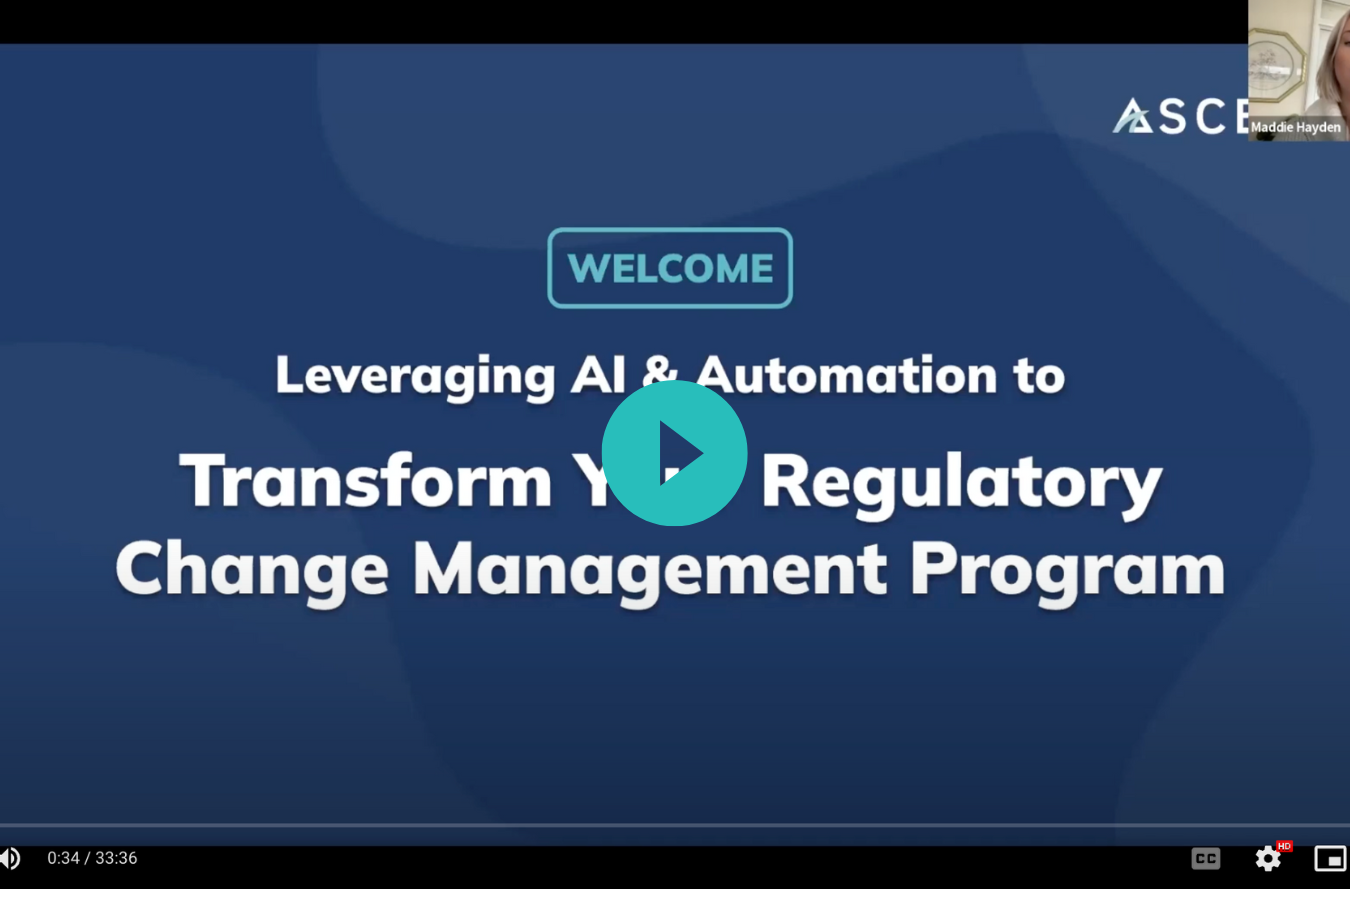 ASCE
Maddie Hayden
WELCOME
Leveraging AI & Automation to
Transform Regulatory
Change Management Program
0:34 / 33:36
CC
HD